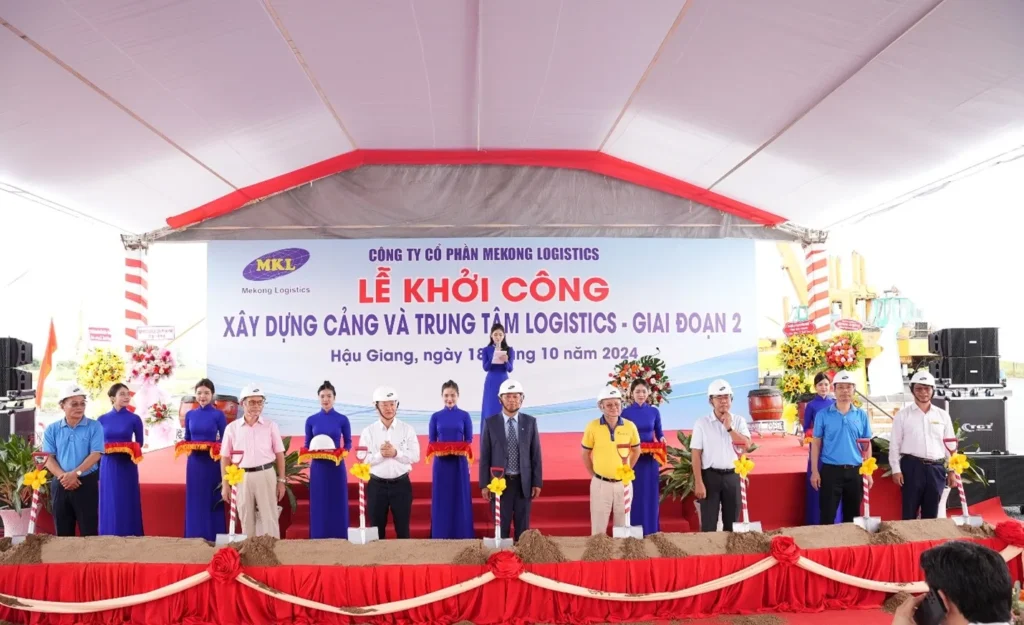 CÔNG TY CỔ PHẦN MEKONG LOGISTICS
MKL
Mekong Logistics
LỄ KHỞI CÔNG
XÂY DỰNG CẢNG VÀ TRUNG TÂM LOGISTICS - GIAI ĐOẠN 2
Hậu Giang, ngày 18 10 năm 2024